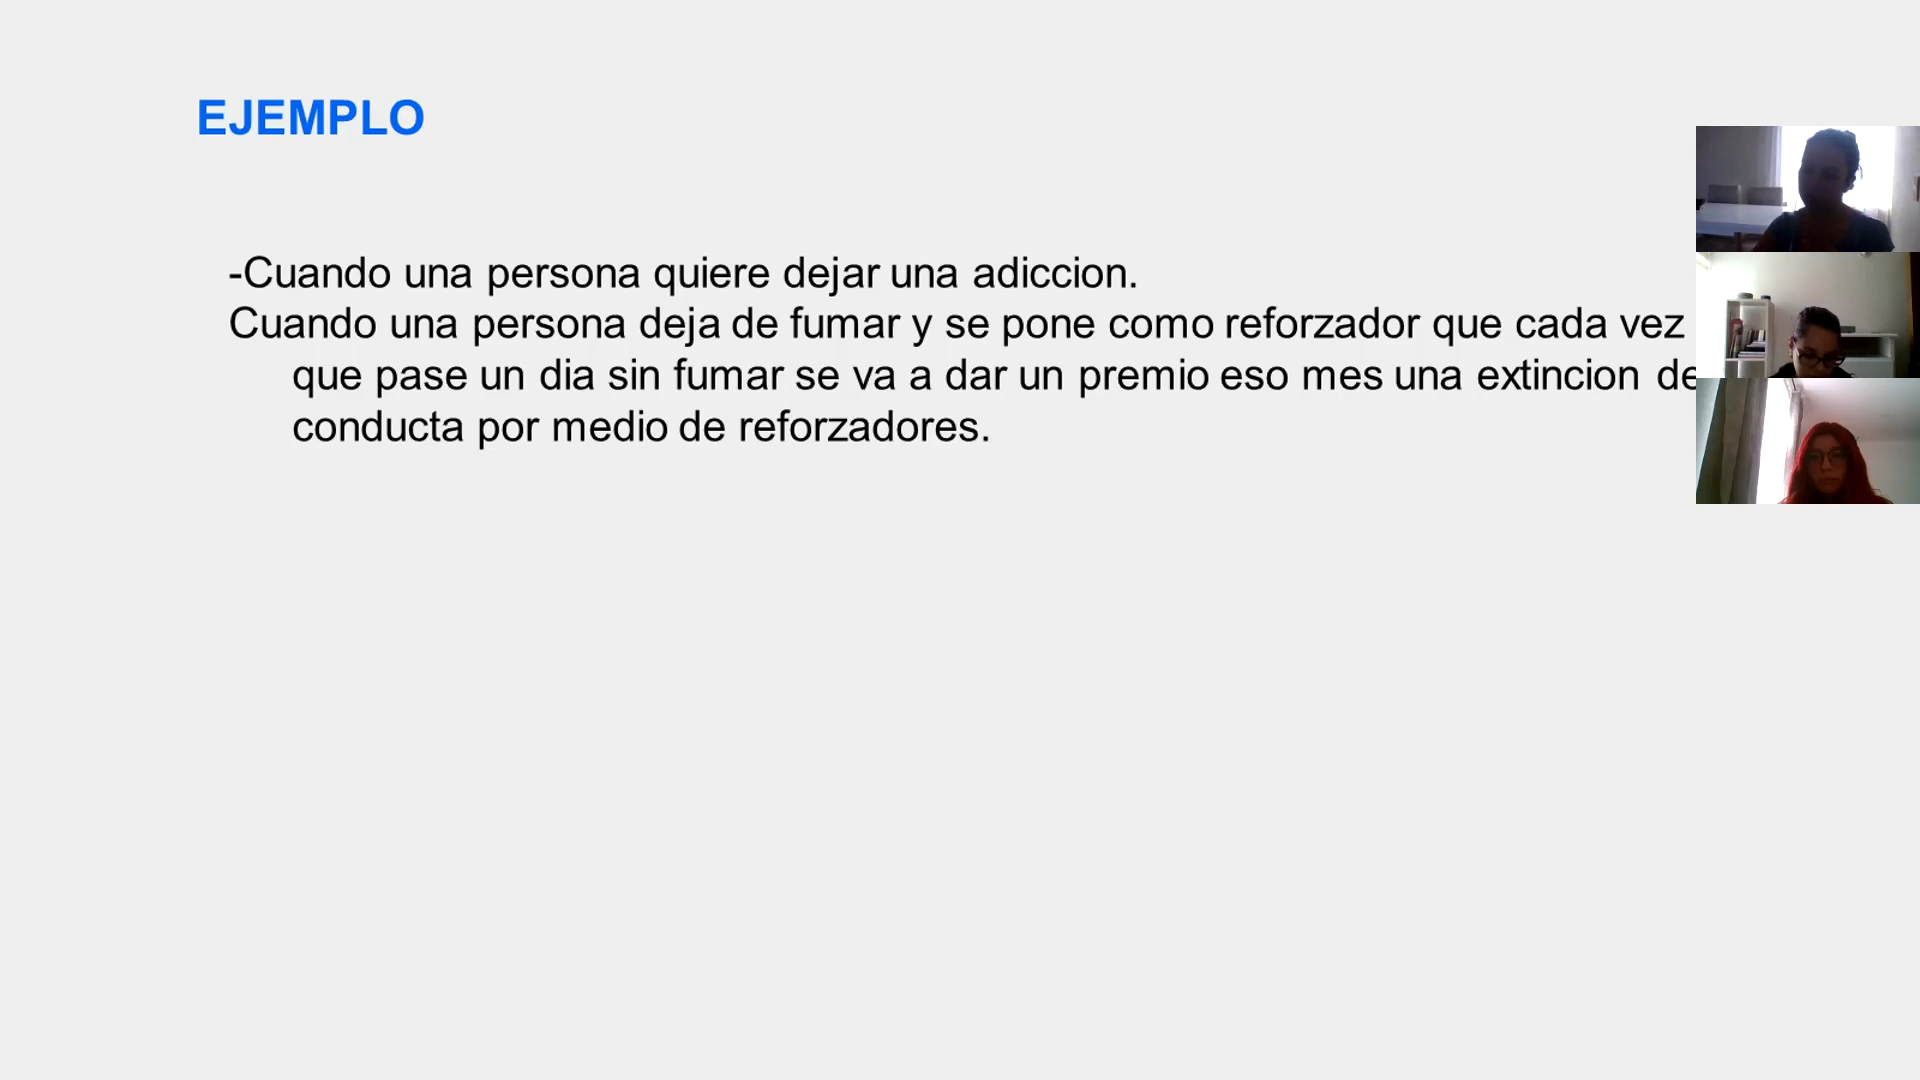 EJEMPLO
-Cuando una persona quiere dejar una adiccion.
Cuando una persona deja de fumar y se pone como reforzador que cada vez
que pase un dia sin fumar se va a dar un premio eso mes una extincion de
conducta por medio de reforzadores.